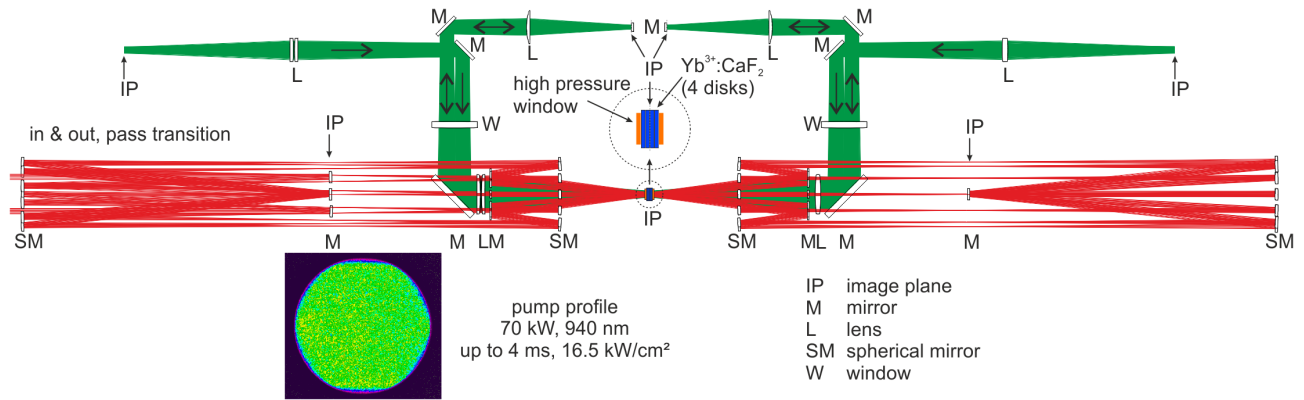 M M M
M L L M
L IP L
IP Yb³⁺:CaF₂
(4 disks) IP
high pressure
window
W W
in & out, pass transition IP IP
IP
SM M M LM SM SM ML M M SM
pump profile
70 kW, 940 nm
up to 4 ms, 16.5 kW/cm²
IP image plane
M mirror
L lens
SM spherical mirror
W window